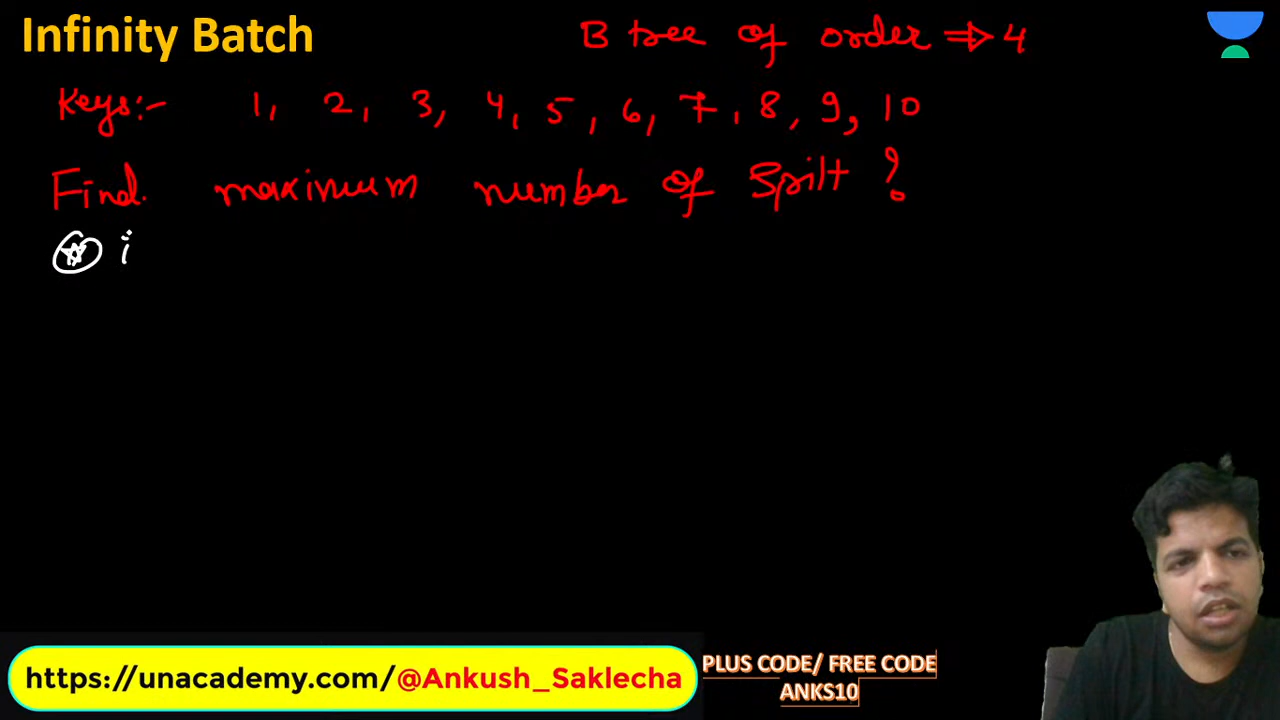 Infinity Batch
B tree of order ⇒ 4
Keys:- 1, 2, 3, 4, 5, 6, 7, 8, 9, 10
Find. maximum number of Spilt ?
i
https://unacademy.com/@Ankush_Saklecha
PLUS CODE/ FREE CODE
ANKS10